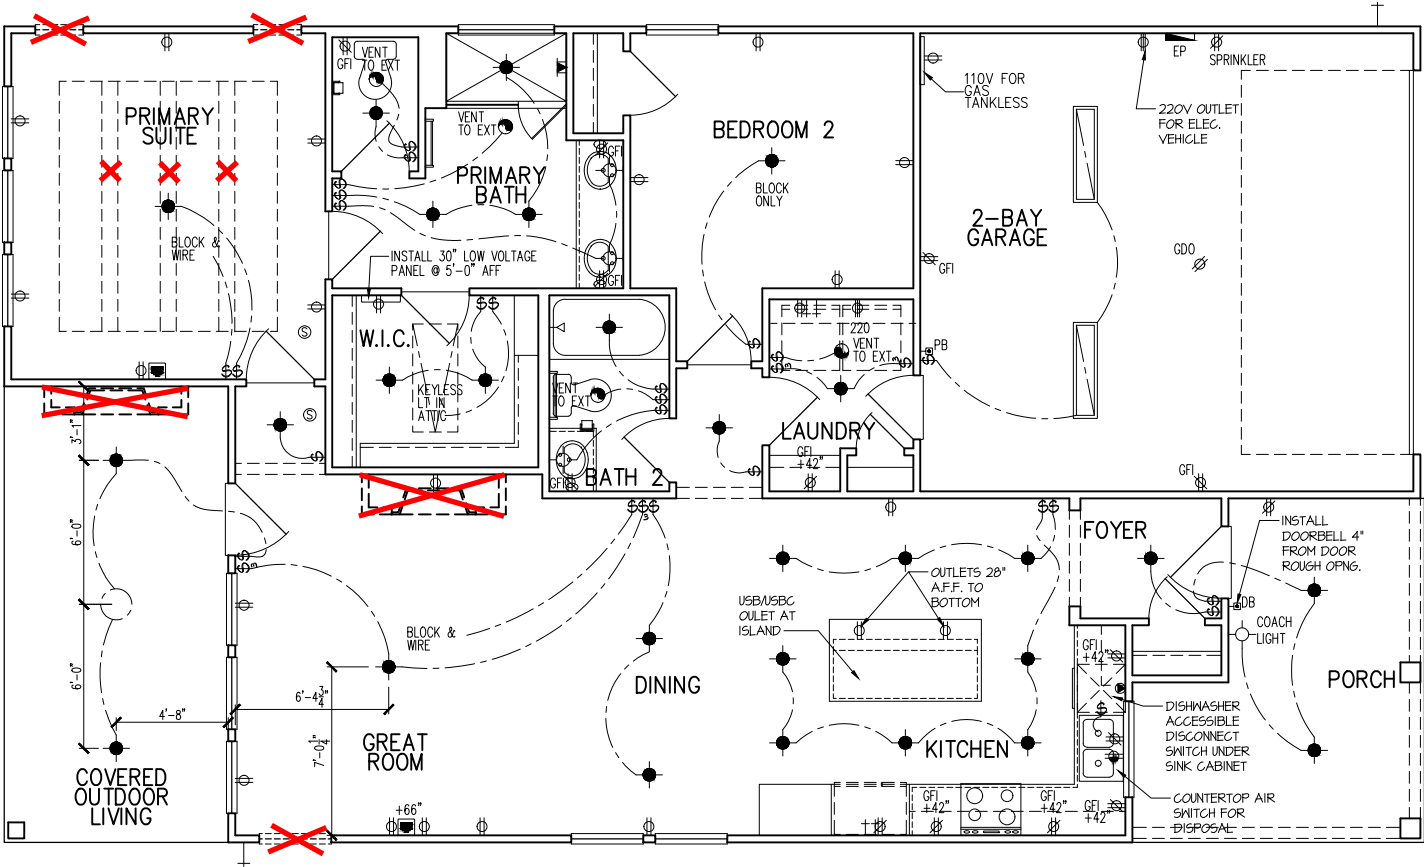 PRIMARY
SUITE
BLOCK &
WIRE
S
S
VENT
TO EXT
GFI
VENT
TO EXT
PRIMARY
BATH
GFI
GFI
INSTALL 30" LOW VOLTAGE
PANEL @ 5'-0" AFF
W.I.C.
KEYLESS
LT IN
ATTIC
BEDROOM 2
BLOCK
ONLY
110V FOR
GAS
TANKLESS
EP
SPRINKLER
220V OUTLET
FOR ELEC.
VEHICLE
2-BAY
GARAGE
GDO
GFI
PB
GFI
220
VENT
TO EXT
3
3
LAUNDRY
GFI
+42"
VENT
TO EXT
BATH 2
GFI
3'-1"
6'-0"
6'-0"
4'-8"
COVERED
OUTDOOR
LIVING
3
BLOCK &
WIRE
6'-4 3/4"
7'-0 1/4"
GREAT
ROOM
+66"
3
DINING
USB/USBC
OULET AT
ISLAND
OUTLETS 28"
A.F.F. TO
BOTTOM
KITCHEN
GFI
+42"
GFI
+42"
GFI
+42"
GFI
+42"
FOYER
INSTALL
DOORBELL 4"
FROM DOOR
ROUGH OPNG.
DB
COACH
LIGHT
PORCH
DISHWASHER
ACCESSIBLE
DISCONNECT
SWITCH UNDER
SINK CABINET
COUNTERTOP AIR
SWITCH FOR
DISPOSAL